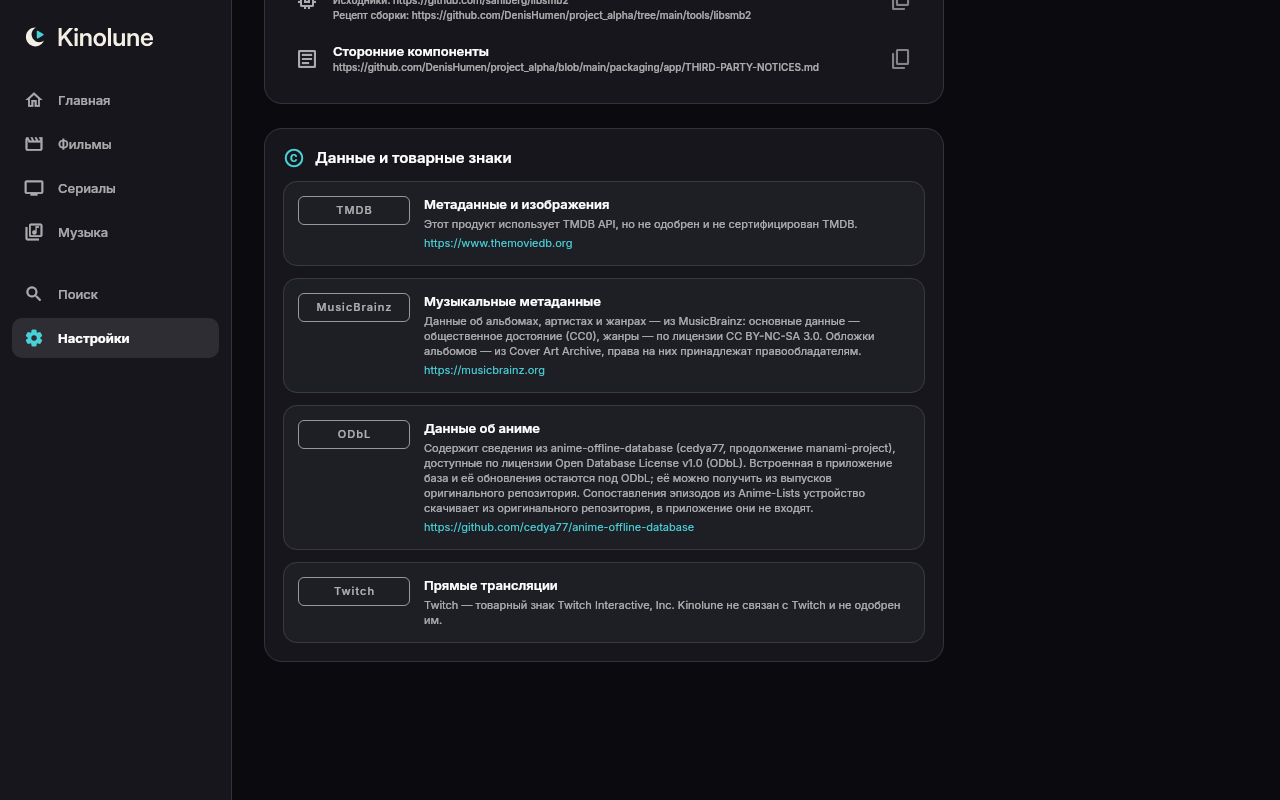 Kinolune
Главная
Фильмы
Сериалы
Музыка
Поиск
Настройки
Исходники: https://github.com/sahlberg/libsmb2
Рецепт сборки: https://github.com/DenisHumen/project_alpha/tree/main/tools/libsmb2
Сторонние компоненты
https://github.com/DenisHumen/project_alpha/blob/main/packaging/app/THIRD-PARTY-NOTICES.md
Данные и товарные знаки
TMDB
Метаданные и изображения
Этот продукт использует TMDB API, но не одобрен и не сертифицирован TMDB.
https://www.themoviedb.org
MusicBrainz
Музыкальные метаданные
Данные об альбомах, артистах и жанрах — из MusicBrainz: основные данные —
общественное достояние (CC0), жанры — по лицензии CC BY-NC-SA 3.0. Обложки
альбомов — из Cover Art Archive, права на них принадлежат правообладателям.
https://musicbrainz.org
ODbL
Данные об аниме
Содержит сведения из anime-offline-database (cedya77, продолжение manami-project),
доступные по лицензии Open Database License v1.0 (ODbL). Встроенная в приложение
база и её обновления остаются под ODbL; её можно получить из выпусков
оригинального репозитория. Сопоставления эпизодов из Anime-Lists устройство
скачивает из оригинального репозитория, в приложение они не входят.
https://github.com/cedya77/anime-offline-database
Twitch
Прямые трансляции
Twitch — товарный знак Twitch Interactive, Inc. Kinolune не связан с Twitch и не одобрен
им.